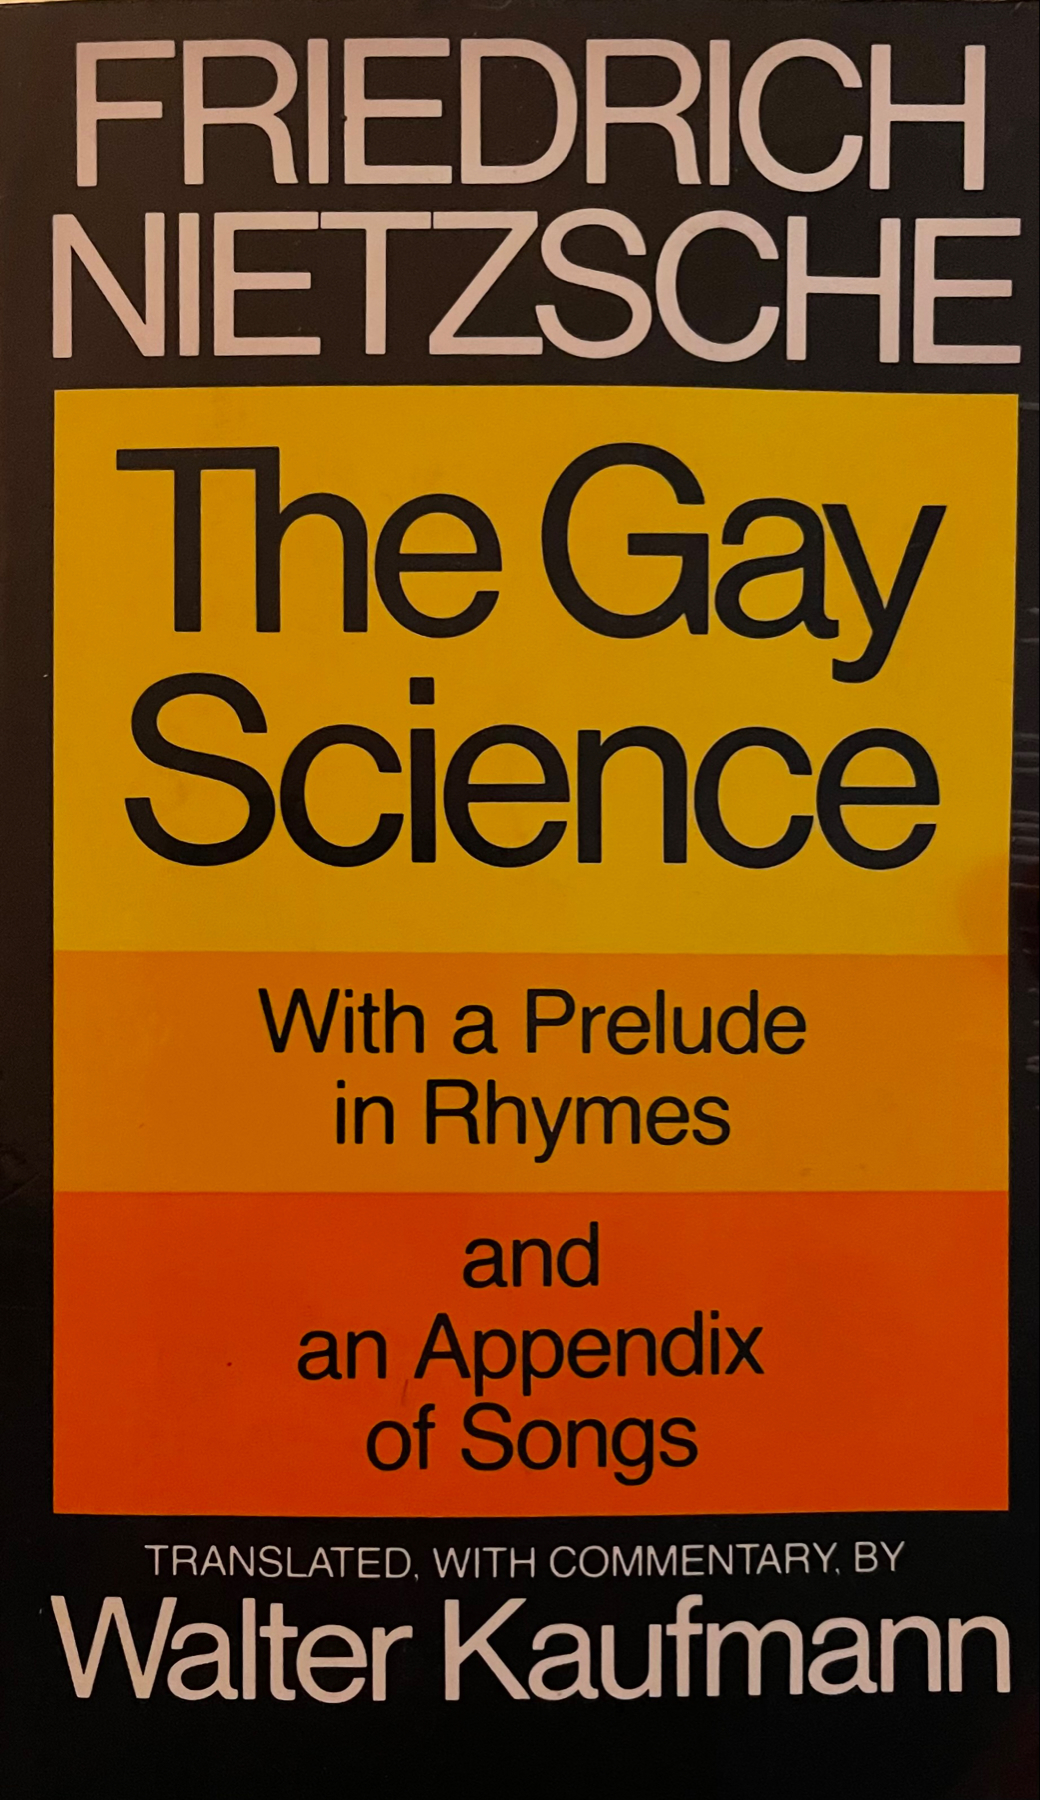 FRIEDRICH
NIETZSCHE
The Gay
Science
With a Prelude
in Rhymes
and
an Appendix
of Songs
TRANSLATED, WITH COMMENTARY, BY
Walter Kaufmann